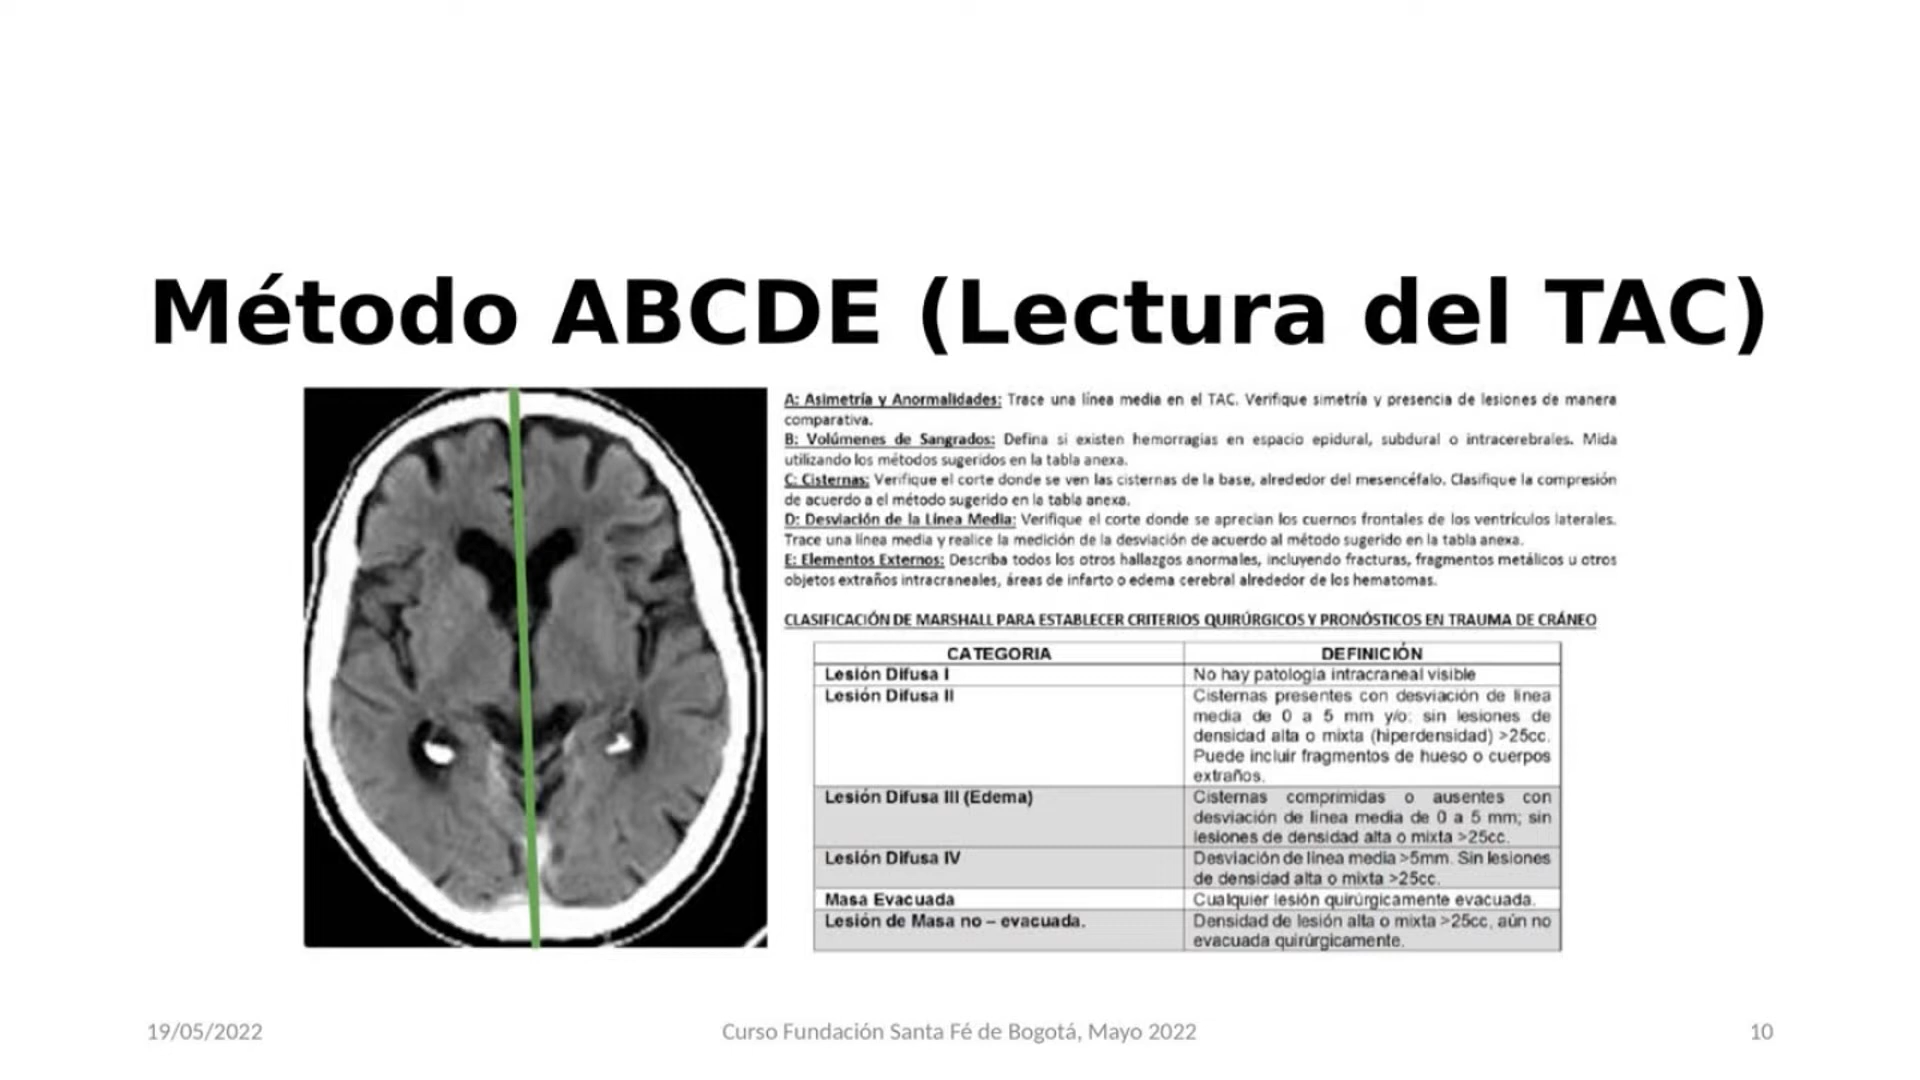 Método ABCDE (Lectura del TAC)
A: Asimetría y Anormalidades: Trace una línea media en el TAC. Verifique simetría y presencia de lesiones de manera
comparativa.
B: Volúmenes de Sangrados: Defina si existen hemorragias en espacio epidural, subdural o intracerebrales. Mida
utilizando los métodos sugeridos en la tabla anexa.
C: Cisternas: Verifique el corte donde se ven las cisternas de la base, alrededor del mesencéfalo. Clasifique la compresión
de acuerdo a el método sugerido en la tabla anexa.
D: Desviación de la Línea Media: Verifique el corte donde se aprecian los cuernos frontales de los ventrículos laterales.
Trace una línea media y realice la medición de la desviación de acuerdo al método sugerido en la tabla anexa.
E: Elementos Externos: Describa todos los otros hallazgos anormales, incluyendo fracturas, fragmentos metálicos u otros
objetos extraños intracraneales, áreas de infarto o edema cerebral alrededor de los hematomas.
CLASIFICACIÓN DE MARSHALL PARA ESTABLECER CRITERIOS QUIRÚRGICOS Y PRONÓSTICOS EN TRAUMA DE CRÁNEO
CATEGORIA DEFINICIÓN
Lesión Difusa I No hay patología intracraneal visible
Lesión Difusa II Cisternas presentes con desviación de línea
media de 0 a 5 mm y/o: sin lesiones de
densidad alta o mixta (hiperdensidad) >25cc.
Puede incluir fragmentos de hueso o cuerpos
extraños.
Lesión Difusa III (Edema) Cisternas comprimidas o ausentes con
desviación de línea media de 0 a 5 mm; sin
lesiones de densidad alta o mixta >25cc.
Lesión Difusa IV Desviación de línea media >5mm. Sin lesiones
de densidad alta o mixta >25cc.
Masa Evacuada Cualquier lesión quirúrgicamente evacuada.
Lesión de Masa no – evacuada. Densidad de lesión alta o mixta >25cc, aún no
evacuada quirúrgicamente.
19/05/2022 Curso Fundación Santa Fé de Bogotá, Mayo 2022 10